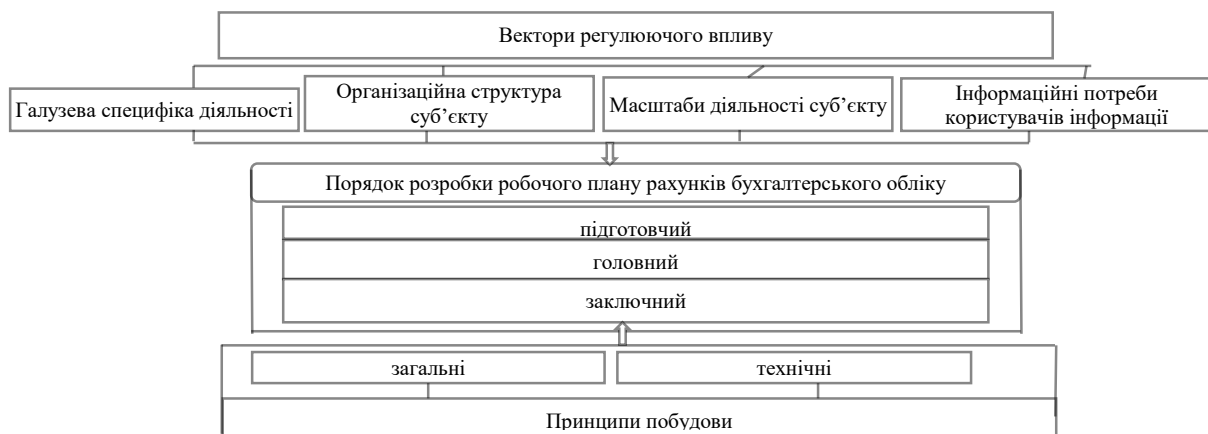 Вектори регулюючого впливу
Галузева специфіка діяльності
Організаційна структура
суб’єкту
Масштаби діяльності суб’єкту
Інформаційні потреби
користувачів інформації
Порядок розробки робочого плану рахунків бухгалтерського обліку
підготовчий
головний
заключний
загальні
технічні
Принципи побудови